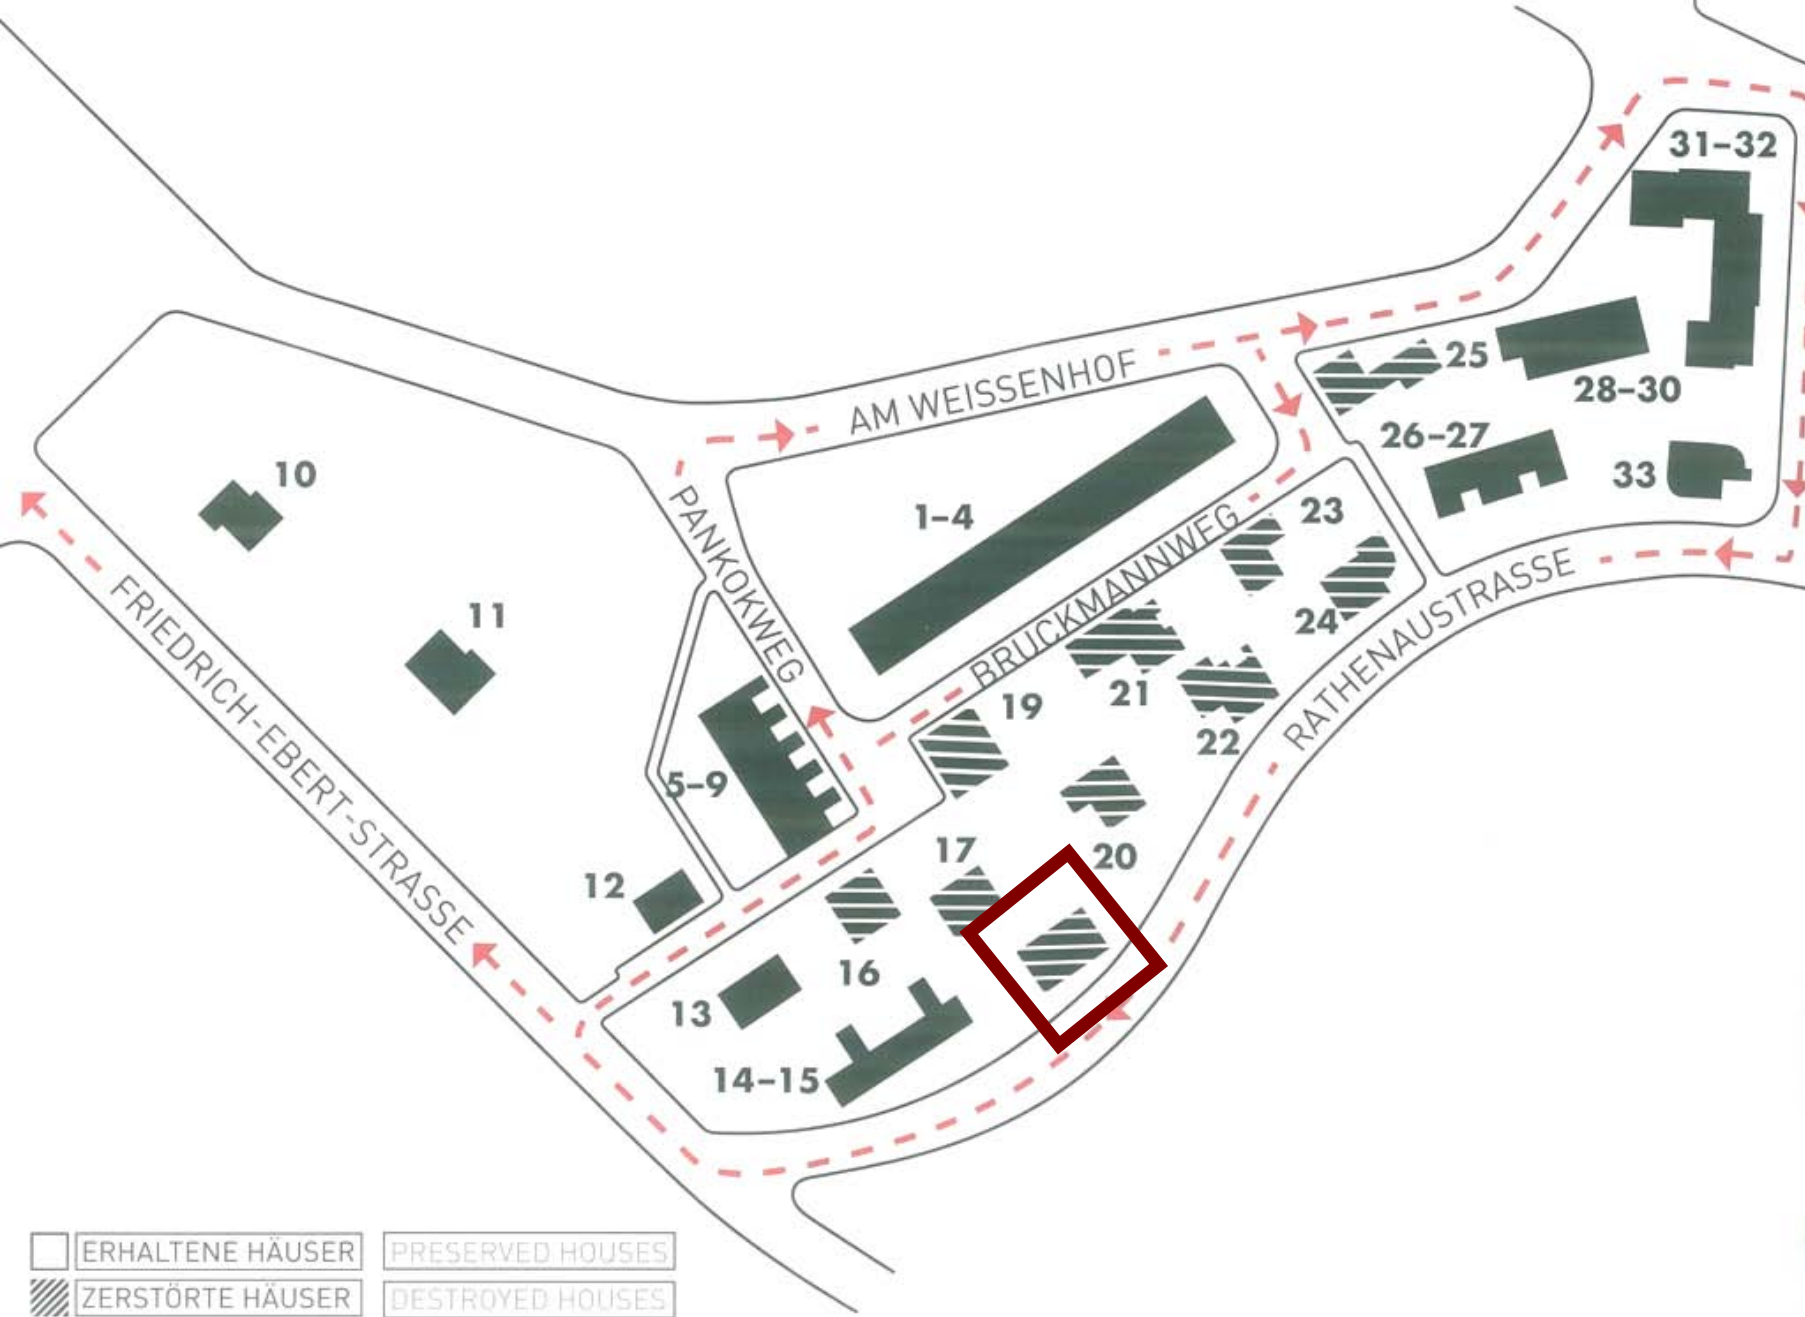 31–32
25
28–30
26–27
33
AM WEISSENHOF
10
1–4
PANKOKWEG
23
BRUCKMANNWEG
24
RATHENAUSTRASSE
FRIEDRICH-EBERT-STRASSE
11
21
19
22
5–9
20
17
12
16
13
14–15
ERHALTENE HÄUSER PRESERVED HOUSES
ZERSTÖRTE HÄUSER DESTROYED HOUSES